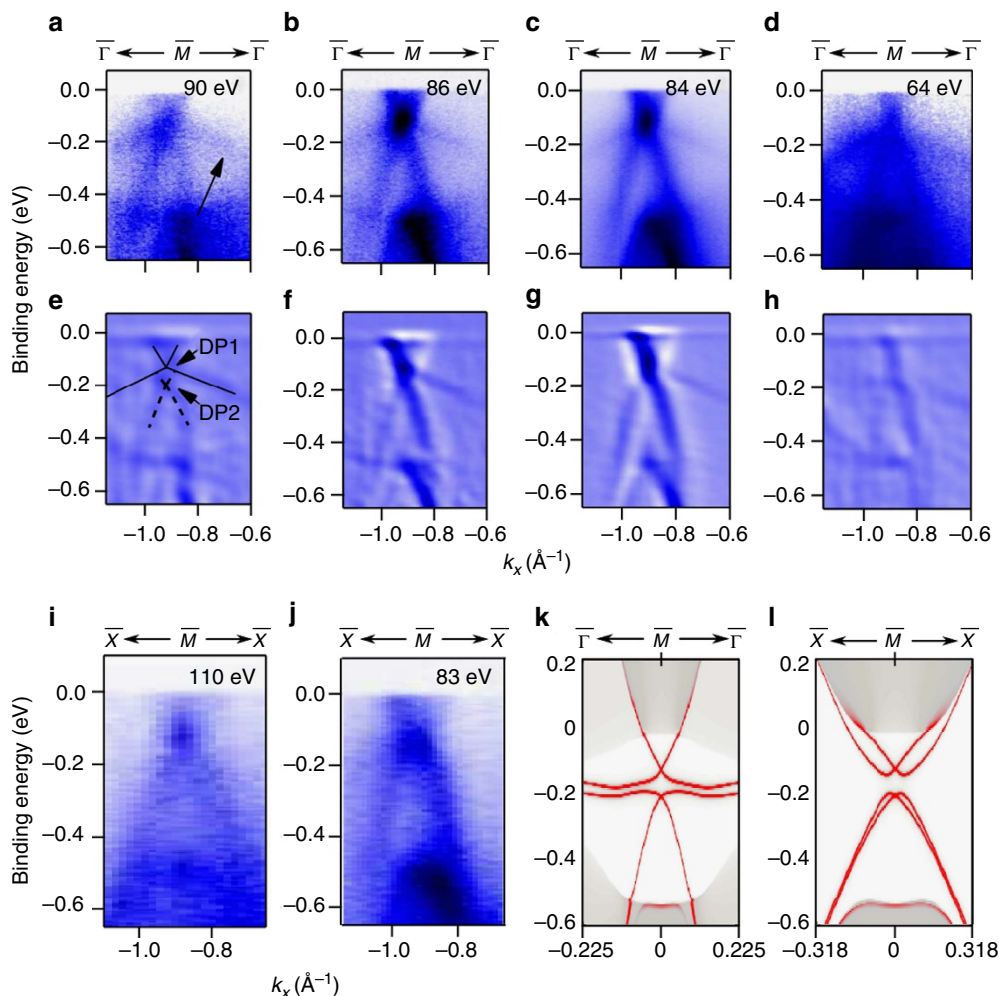 a b c d
Γ ← M → Γ Γ ← M → Γ Γ ← M → Γ Γ ← M → Γ
90 eV 86 eV 84 eV 64 eV
0.0 0.0 0.0 0.0
−0.2 −0.2 −0.2 −0.2
−0.4 −0.4 −0.4 −0.4
−0.6 −0.6 −0.6 −0.6
Binding energy (eV)
e f g h
0.0 0.0 0.0 0.0
DP1
−0.2 −0.2 −0.2 −0.2
DP2
−0.4 −0.4 −0.4 −0.4
−0.6 −0.6 −0.6 −0.6
−1.0 −0.8 −0.6 −1.0 −0.8 −0.6 −1.0 −0.8 −0.6 −1.0 −0.8 −0.6
kx (Å−1)
i j k l
X ← M → X X ← M → X Γ ← M → Γ X ← M → X
110 eV 83 eV
0.2 0.2
0.0 0.0 0 0
−0.2 −0.2 −0.2 −0.2
−0.4 −0.4 −0.4 −0.4
−0.6 −0.6 −0.6 −0.6
Binding energy (eV)
−1.0 −0.8 −1.0 −0.8 −0.225 0 0.225 −0.318 0 0.318
kx (Å−1)